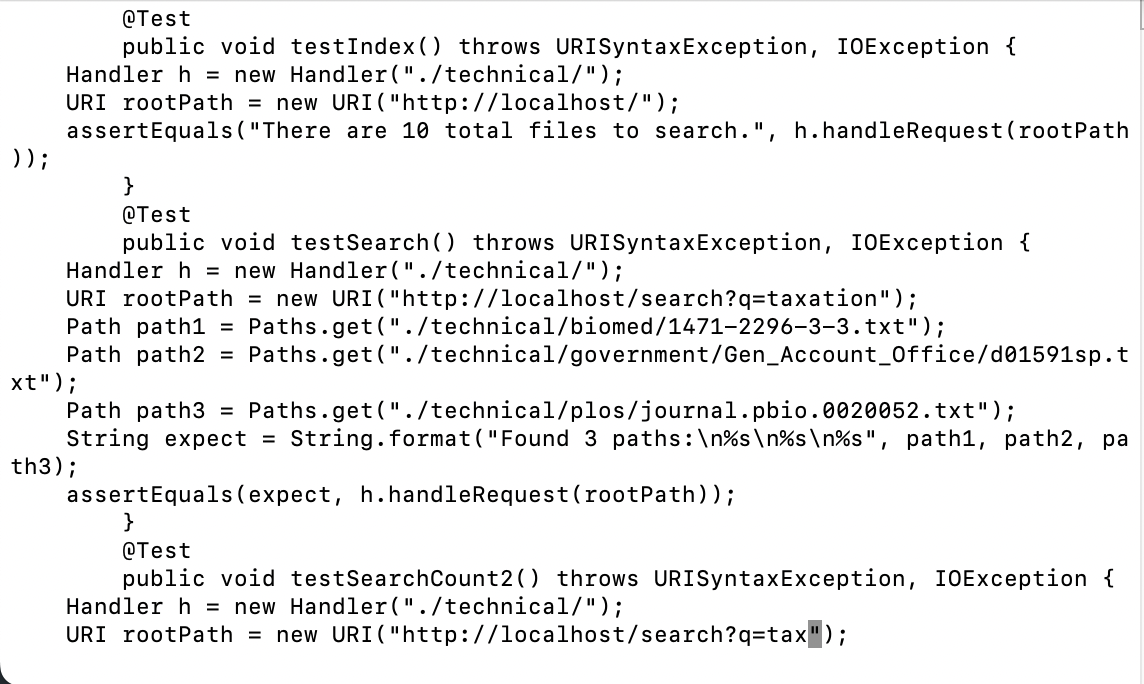 @Test
public void testIndex() throws URISyntaxException, IOException {
Handler h = new Handler("./technical/");
URI rootPath = new URI("http://localhost/");
assertEquals("There are 10 total files to search.", h.handleRequest(rootPath
));
}
@Test
public void testSearch() throws URISyntaxException, IOException {
Handler h = new Handler("./technical/");
URI rootPath = new URI("http://localhost/search?q=taxation");
Path path1 = Paths.get("./technical/biomed/1471-2296-3-3.txt");
Path path2 = Paths.get("./technical/government/Gen_Account_Office/d01591sp.t
xt");
Path path3 = Paths.get("./technical/plos/journal.pbio.0020052.txt");
String expect = String.format("Found 3 paths:\n%s\n%s\n%s", path1, path2, pa
th3);
assertEquals(expect, h.handleRequest(rootPath));
}
@Test
public void testSearchCount2() throws URISyntaxException, IOException {
Handler h = new Handler("./technical/");
URI rootPath = new URI("http://localhost/search?q=tax");